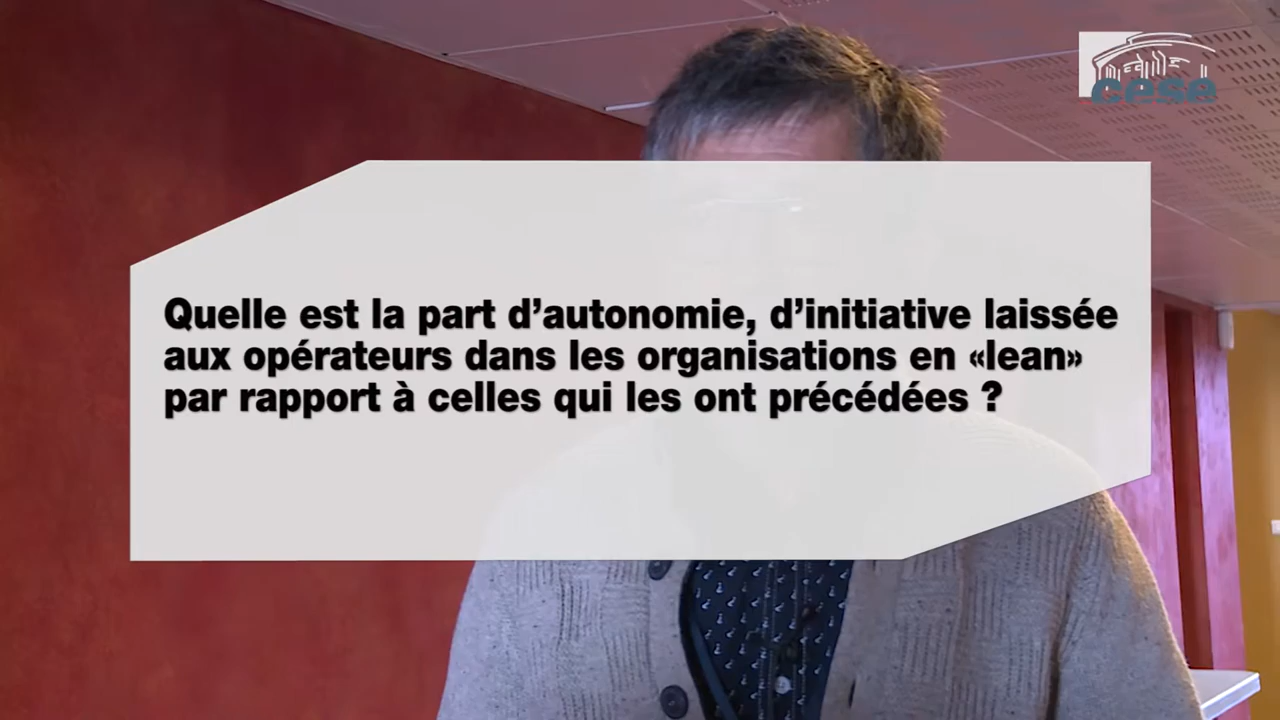 cese
Quelle est la part d’autonomie, d’initiative laissée
aux opérateurs dans les organisations en «lean»
par rapport à celles qui les ont précédées ?